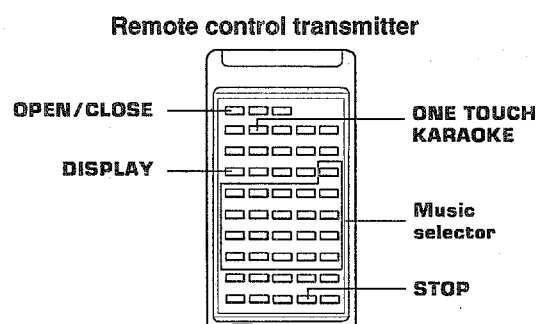 Remote control transmitter
OPEN/CLOSE
ONE TOUCH
KARAOKE
DISPLAY
Music
selector
STOP